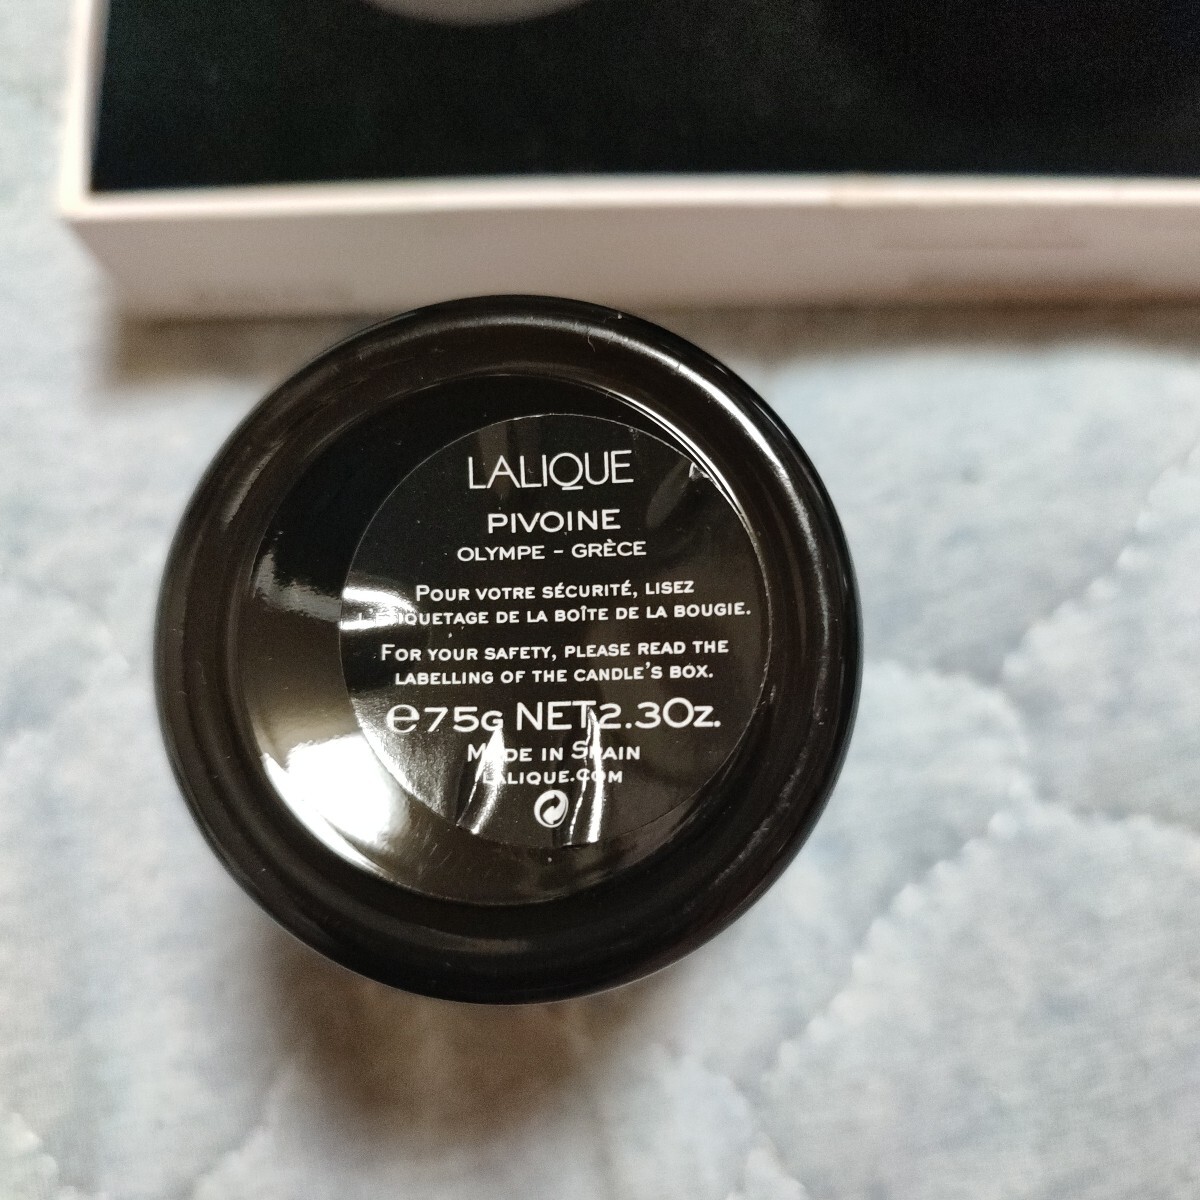 LALIQUE
PIVOINE
OLYMPE – GRÈCE
POUR VOTRE SÉCURITÉ, LISEZ
L'ÉTIQUETAGE DE LA BOÎTE DE LA BOUGIE.
FOR YOUR SAFETY, PLEASE READ THE
LABELLING OF THE CANDLE'S BOX.
℮75G NET 2.3OZ.
MADE IN SPAIN
LALIQUE.COM